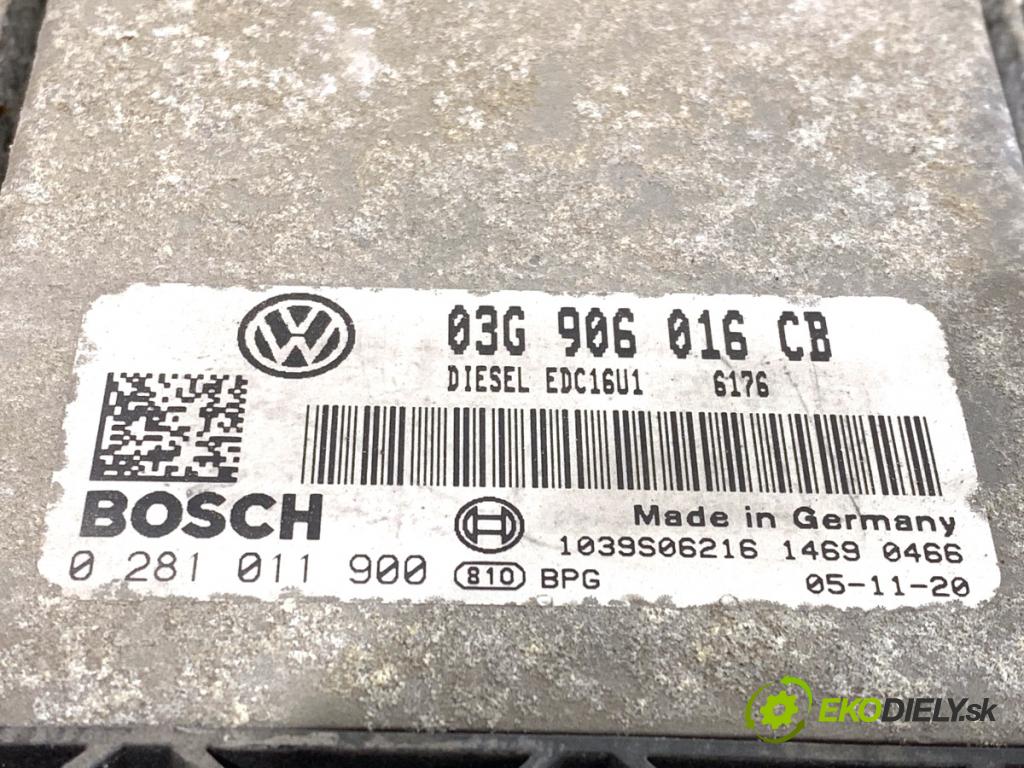 VW
03G 906 016 CB
DIESEL EDC16U1 6176
BOSCH
Made in Germany
1039S06216 1469 0466
0 281 011 900
810 BPG
05-11-20
EKODIELY.sk